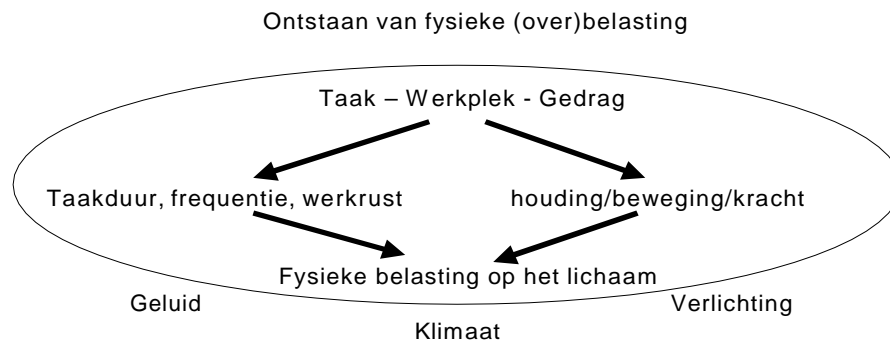 Ontstaan van fysieke (over)belasting
Taak – Werkplek - Gedrag
Taakduur, frequentie, werkrust houding/beweging/kracht
Fysieke belasting op het lichaam
Geluid Verlichting
Klimaat